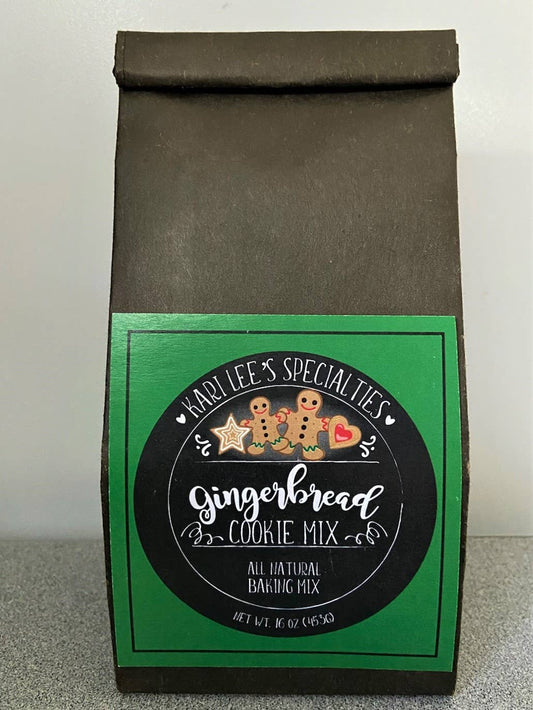 KARI LEE'S SPECIALTIES
gingerbread
COOKIE MIX
ALL NATURAL
BAKING MIX
NET WT. 16 OZ (453G)